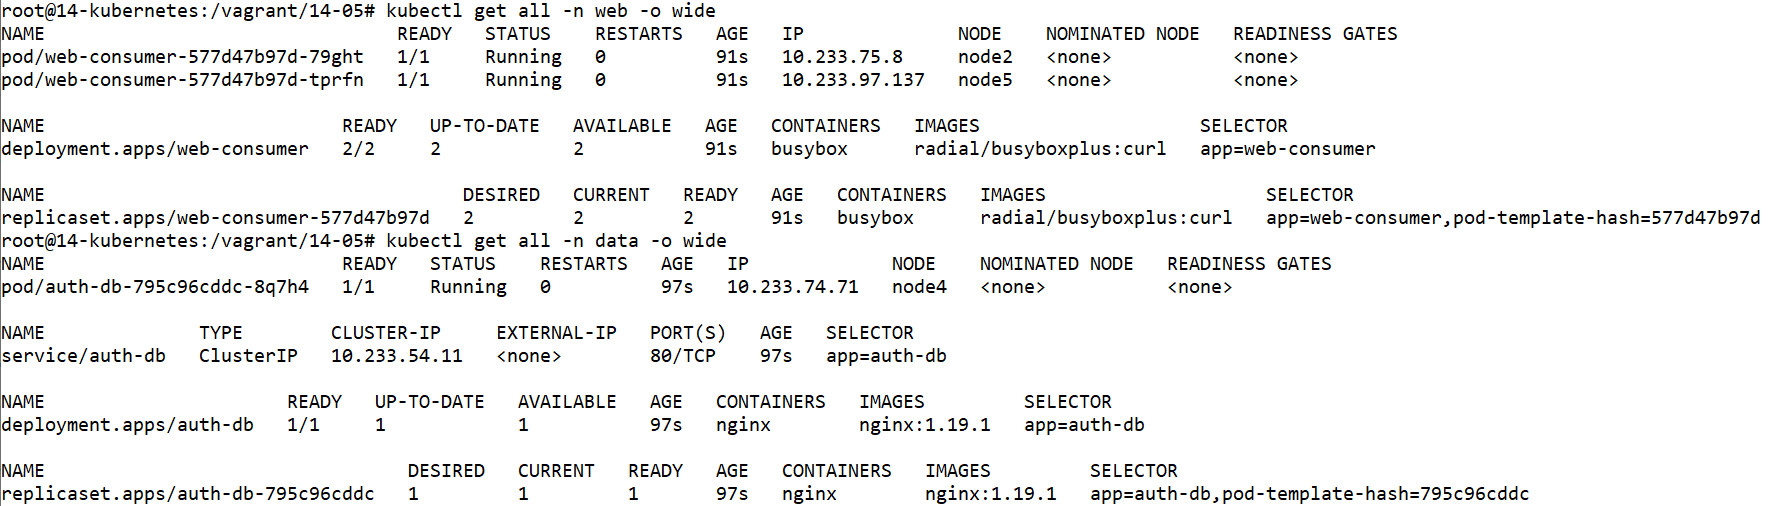 root@14-kubernetes:/vagrant/14-05# kubectl get all -n web -o wide
NAME READY STATUS RESTARTS AGE IP NODE NOMINATED NODE READINESS GATES
pod/web-consumer-577d47b97d-79ght 1/1 Running 0 91s 10.233.75.8 node2 <none> <none>
pod/web-consumer-577d47b97d-tprfn 1/1 Running 0 91s 10.233.97.137 node5 <none> <none>
NAME READY UP-TO-DATE AVAILABLE AGE CONTAINERS IMAGES SELECTOR
deployment.apps/web-consumer 2/2 2 2 91s busybox radial/busyboxplus:curl app=web-consumer
NAME DESIRED CURRENT READY AGE CONTAINERS IMAGES SELECTOR
replicaset.apps/web-consumer-577d47b97d 2 2 2 91s busybox radial/busyboxplus:curl app=web-consumer,pod-template-hash=577d47b97d
root@14-kubernetes:/vagrant/14-05# kubectl get all -n data -o wide
NAME READY STATUS RESTARTS AGE IP NODE NOMINATED NODE READINESS GATES
pod/auth-db-795c96cddc-8q7h4 1/1 Running 0 97s 10.233.74.71 node4 <none> <none>
NAME TYPE CLUSTER-IP EXTERNAL-IP PORT(S) AGE SELECTOR
service/auth-db ClusterIP 10.233.54.11 <none> 80/TCP 97s app=auth-db
NAME READY UP-TO-DATE AVAILABLE AGE CONTAINERS IMAGES SELECTOR
deployment.apps/auth-db 1/1 1 1 97s nginx nginx:1.19.1 app=auth-db
NAME DESIRED CURRENT READY AGE CONTAINERS IMAGES SELECTOR
replicaset.apps/auth-db-795c96cddc 1 1 1 97s nginx nginx:1.19.1 app=auth-db,pod-template-hash=795c96cddc